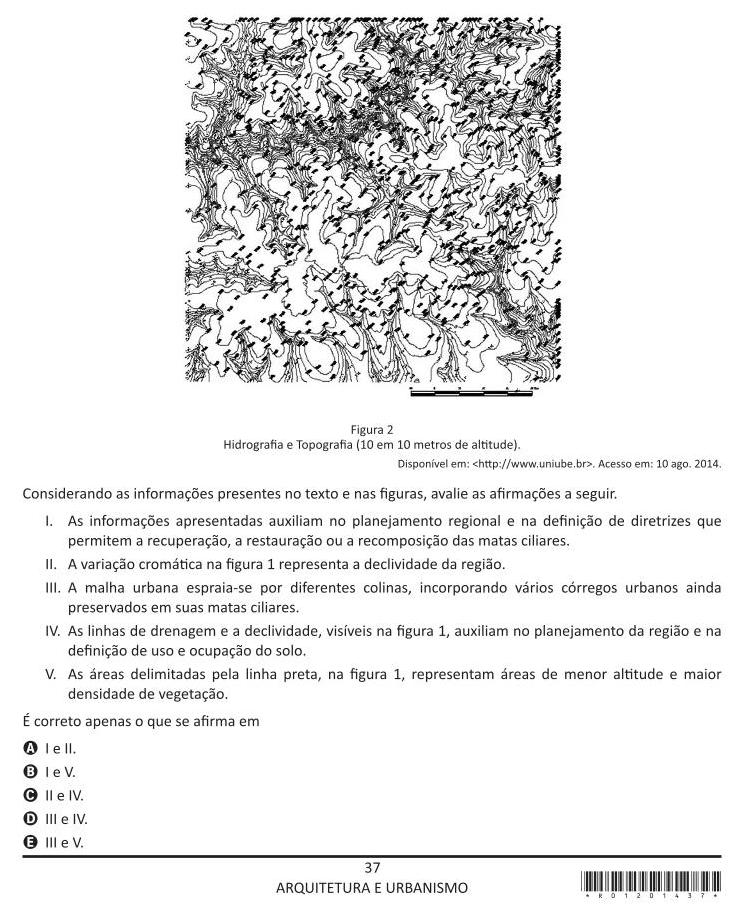 Figura 2
Hidrografia e Topografia (10 em 10 metros de altitude).
Disponível em: <http://www.uniube.br>. Acesso em: 10 ago. 2014.
Considerando as informações presentes no texto e nas figuras, avalie as afirmações a seguir.
I. As informações apresentadas auxiliam no planejamento regional e na definição de diretrizes que
permitem a recuperação, a restauração ou a recomposição das matas ciliares.
II. A variação cromática na figura 1 representa a declividade da região.
III. A malha urbana espraia-se por diferentes colinas, incorporando vários córregos urbanos ainda
preservados em suas matas ciliares.
IV. As linhas de drenagem e a declividade, visíveis na figura 1, auxiliam no planejamento da região e na
definição de uso e ocupação do solo.
V. As áreas delimitadas pela linha preta, na figura 1, representam áreas de menor altitude e maior
densidade de vegetação.
É correto apenas o que se afirma em
A I e II.
B I e V.
C II e IV.
D III e IV.
E III e V.
37
ARQUITETURA E URBANISMO
* R 0 1 2 0 1 4 3 7 *